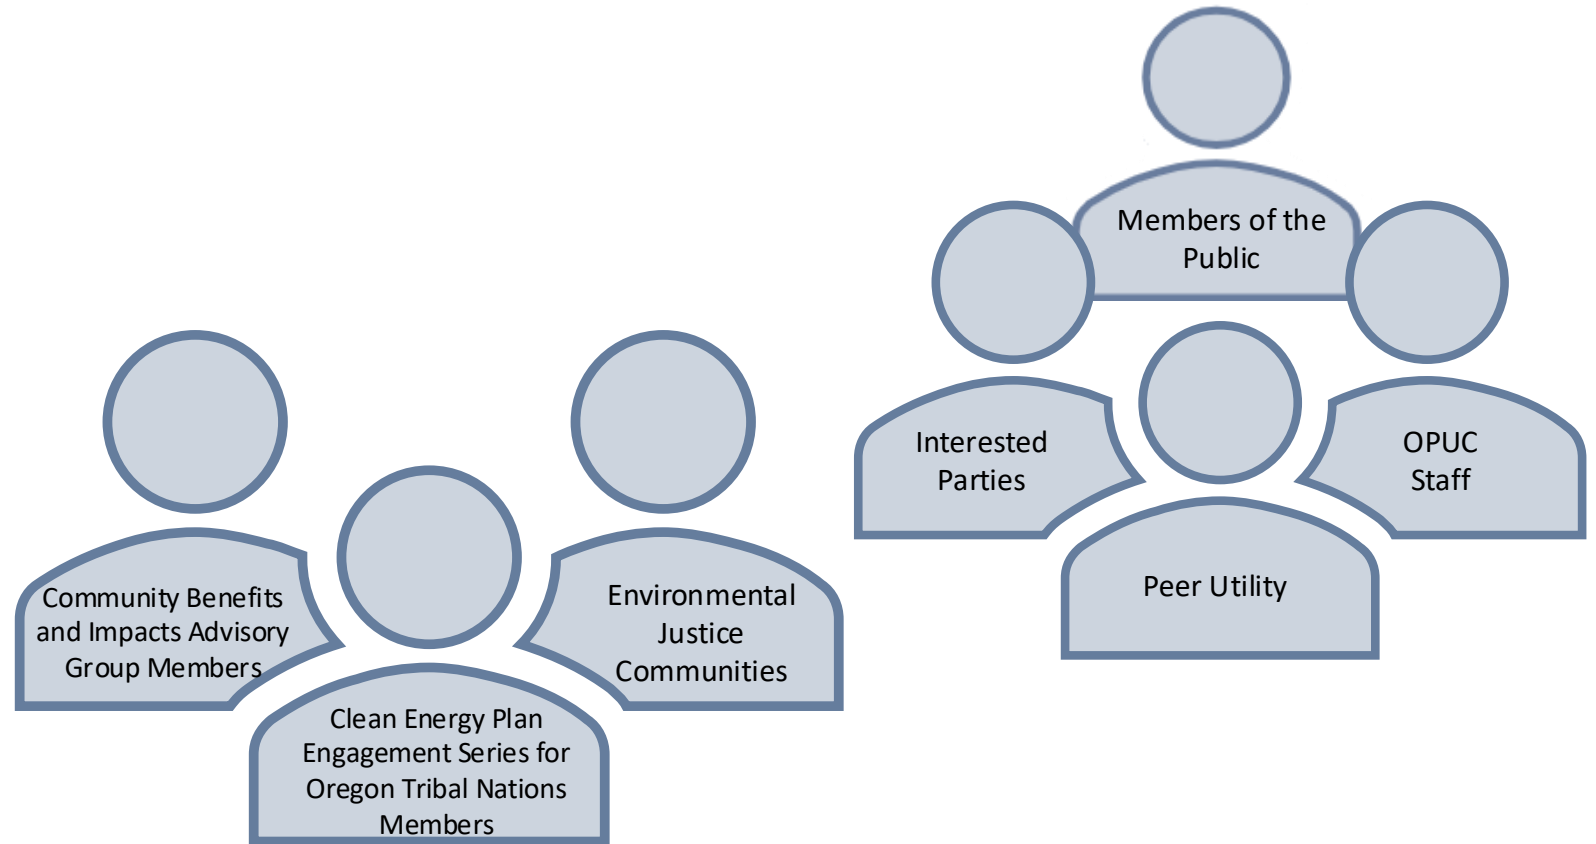 Members of the
Public
Interested
Parties
OPUC
Staff
Peer Utility
Community Benefits
and Impacts Advisory
Group Members
Environmental
Justice
Communities
Clean Energy Plan
Engagement Series for
Oregon Tribal Nations
Members